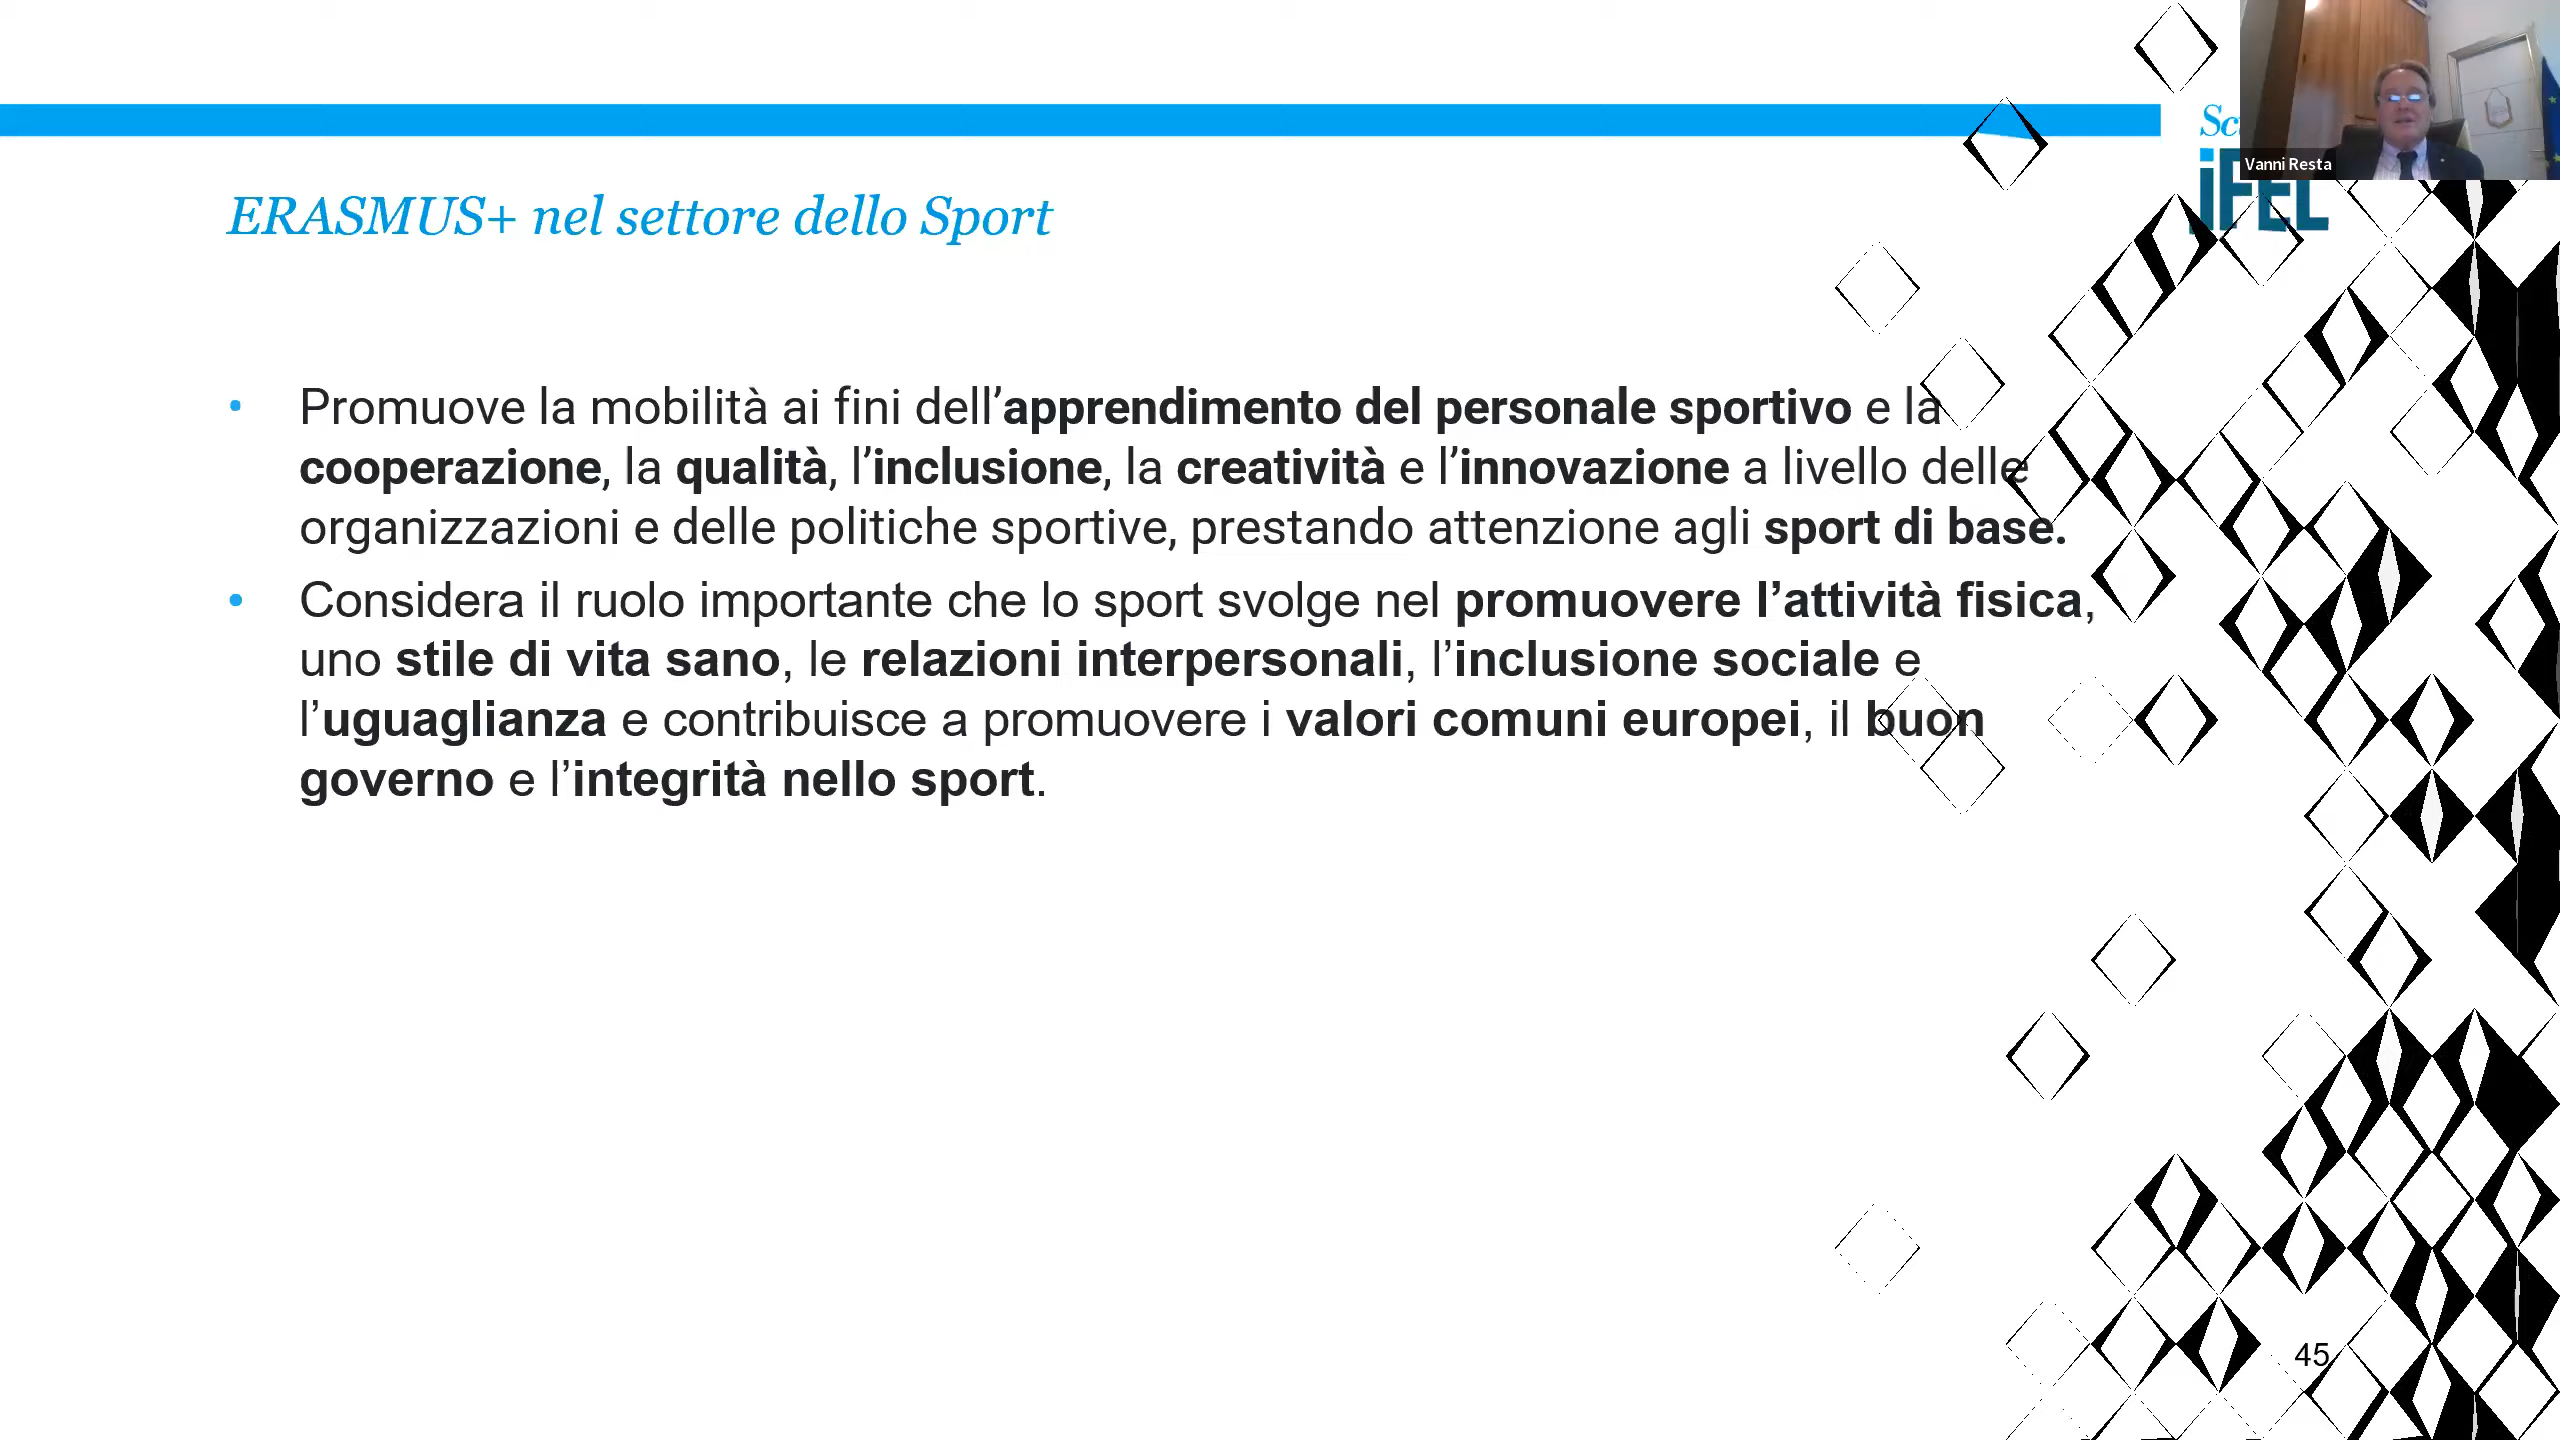 Vanni Resta
iFEL
ERASMUS+ nel settore dello Sport
• Promuove la mobilità ai fini dell’apprendimento del personale sportivo e la
cooperazione, la qualità, l’inclusione, la creatività e l’innovazione a livello delle
organizzazioni e delle politiche sportive, prestando attenzione agli sport di base.
• Considera il ruolo importante che lo sport svolge nel promuovere l’attività fisica,
uno stile di vita sano, le relazioni interpersonali, l’inclusione sociale e
l’uguaglianza e contribuisce a promuovere i valori comuni europei, il buon
governo e l’integrità nello sport.
45